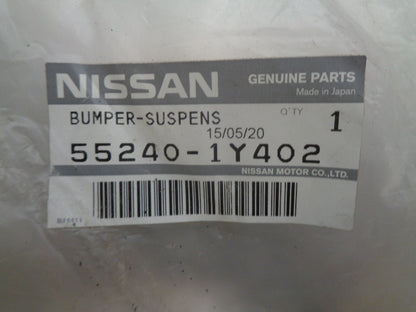 NISSAN
GENUINE PARTS
Made in Japan
BUMPER-SUSPENS
Q'TY
1
15/05/20
55240-1Y402
NISSAN MOTOR CO.,LTD.